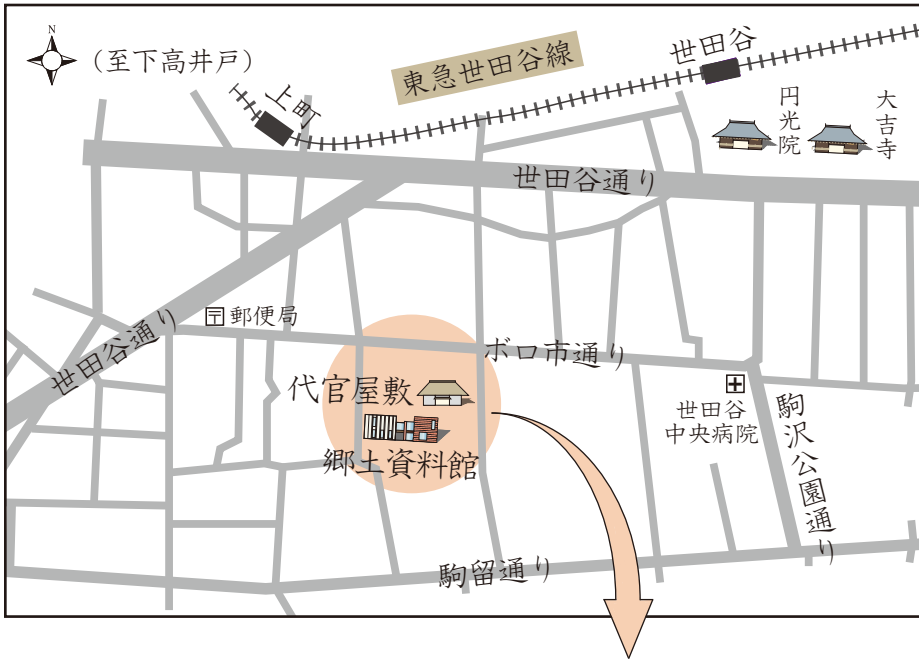 N
(至下高井戸)
上町
東急世田谷線
世田谷
円光院
大吉寺
世田谷通り
世田谷通り
〒郵便局
ボロ市通り
代官屋敷
郷土資料館
世田谷
中央病院
駒沢公園通り
駒留通り